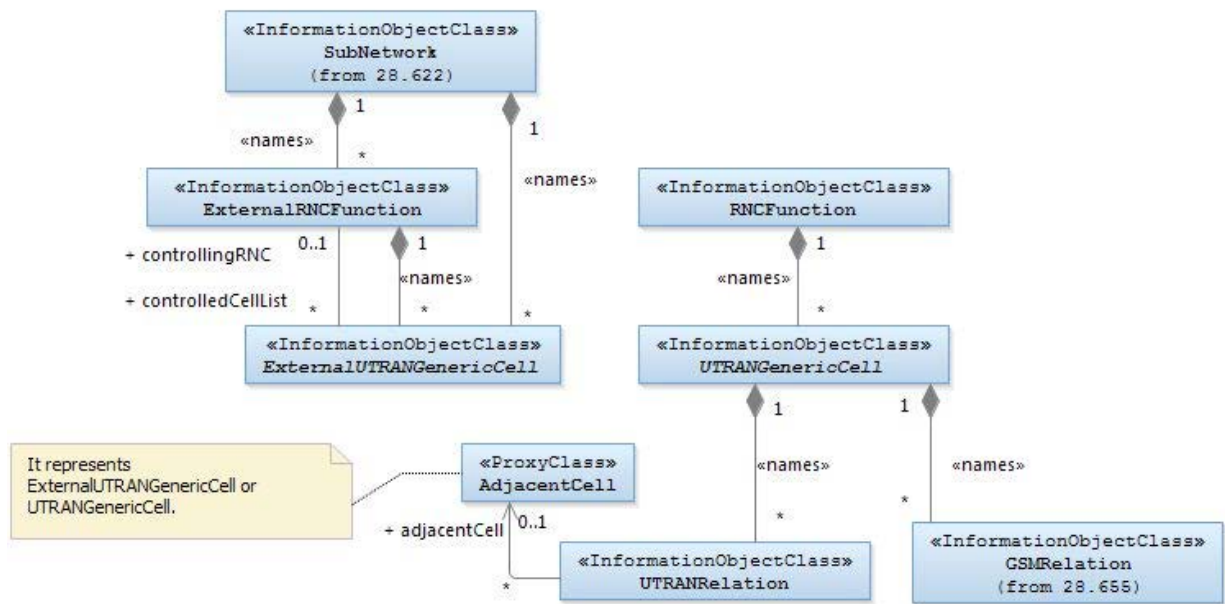 «InformationObjectClass»
SubNetwork
(from 28.622)
1
1
«names»
*
«names»
«InformationObjectClass»
ExternalRNCFunction
«InformationObjectClass»
RNCFunction
0..1
1
1
+ controllingRNC
«names»
«names»
+ controlledCellList
*
*
*
*
«InformationObjectClass»
ExternalUTRANGenericCell
«InformationObjectClass»
UTRANGenericCell
1
1
It represents
ExternalUTRANGenericCell or
UTRANGenericCell.
«ProxyClass»
AdjacentCell
«names»
«names»
*
*
+ adjacentCell
0..1
*
«InformationObjectClass»
UTRANRelation
«InformationObjectClass»
GSMRelation
(from 28.655)